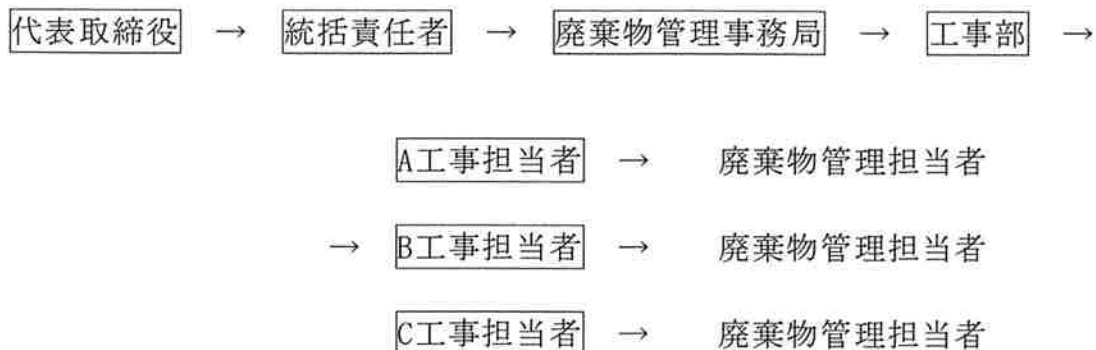 代表取締役 → 統括責任者 → 廃棄物管理事務局 → 工事部 →
A工事担当者 → 廃棄物管理担当者
→ B工事担当者 → 廃棄物管理担当者
C工事担当者 → 廃棄物管理担当者